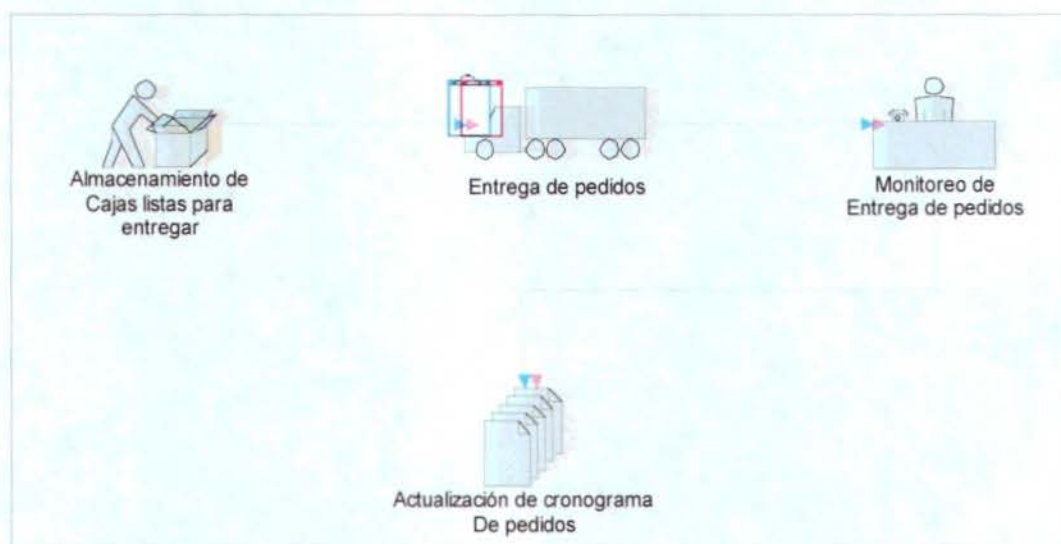 Almacenamiento de
Cajas listas para
entregar
Entrega de pedidos
Monitoreo de
Entrega de pedidos
Actualización de cronograma
De pedidos